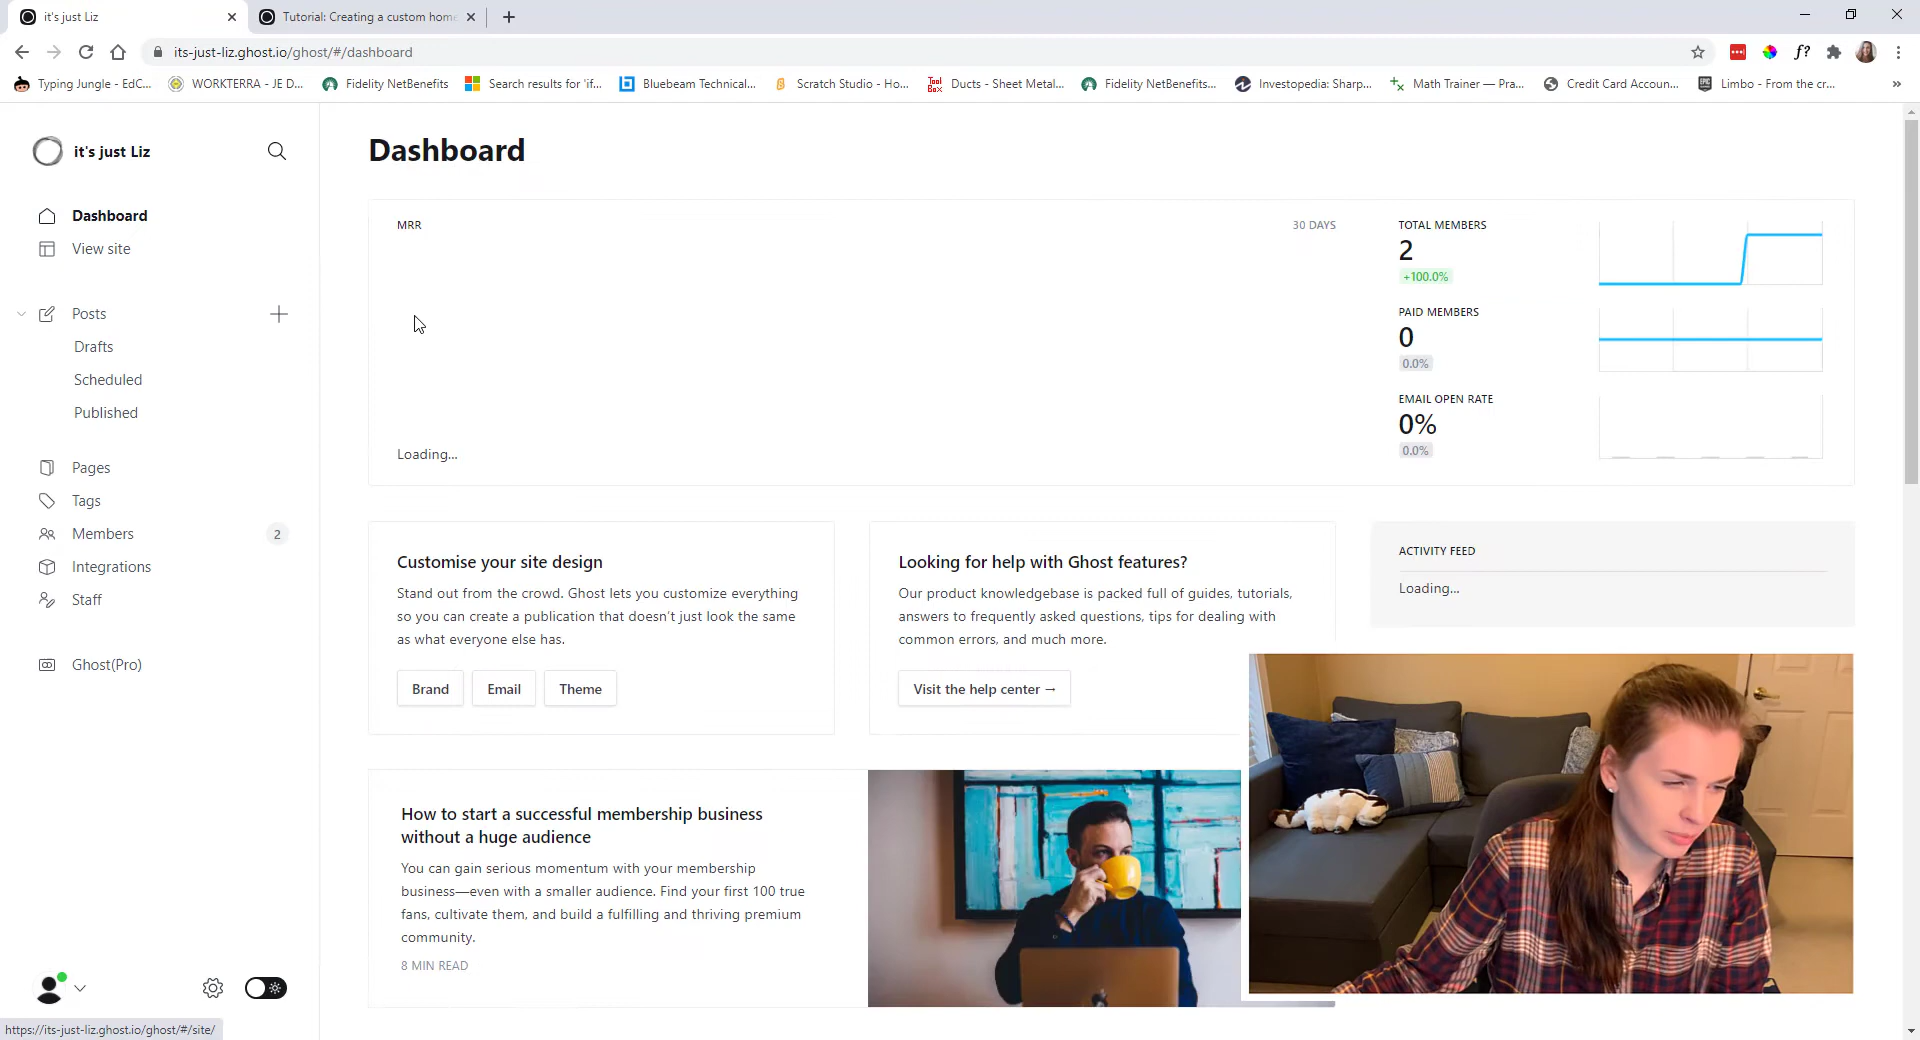 it's just Liz
Tutorial: Creating a custom home
its-just-liz.ghost.io/ghost/#/dashboard
Typing Jungle - EdC...
WORKTERRA - JE D...
Fidelity NetBenefits
Search results for 'if...
Bluebeam Technical...
Scratch Studio - Ho...
Ducts - Sheet Metal...
Fidelity NetBenefits...
Investopedia: Sharp...
Math Trainer — Pra...
Credit Card Accoun...
Limbo - From the cr...
it's just Liz
Dashboard
View site
Posts
Drafts
Scheduled
Published
Pages
Tags
Members
2
Integrations
Staff
Ghost(Pro)
https://its-just-liz.ghost.io/ghost/#/site/
Dashboard
MRR
30 DAYS
Loading...
TOTAL MEMBERS
2
+100.0%
PAID MEMBERS
0
0.0%
EMAIL OPEN RATE
0%
0.0%
Customise your site design
Stand out from the crowd. Ghost lets you customize everything
so you can create a publication that doesn't just look the same
as what everyone else has.
Brand
Email
Theme
Looking for help with Ghost features?
Our product knowledgebase is packed full of guides, tutorials,
answers to frequently asked questions, tips for dealing with
common errors, and much more.
Visit the help center →
ACTIVITY FEED
Loading...
How to start a successful membership business
without a huge audience
You can gain serious momentum with your membership
business—even with a smaller audience. Find your first 100 true
fans, cultivate them, and build a fulfilling and thriving premium
community.
8 MIN READ